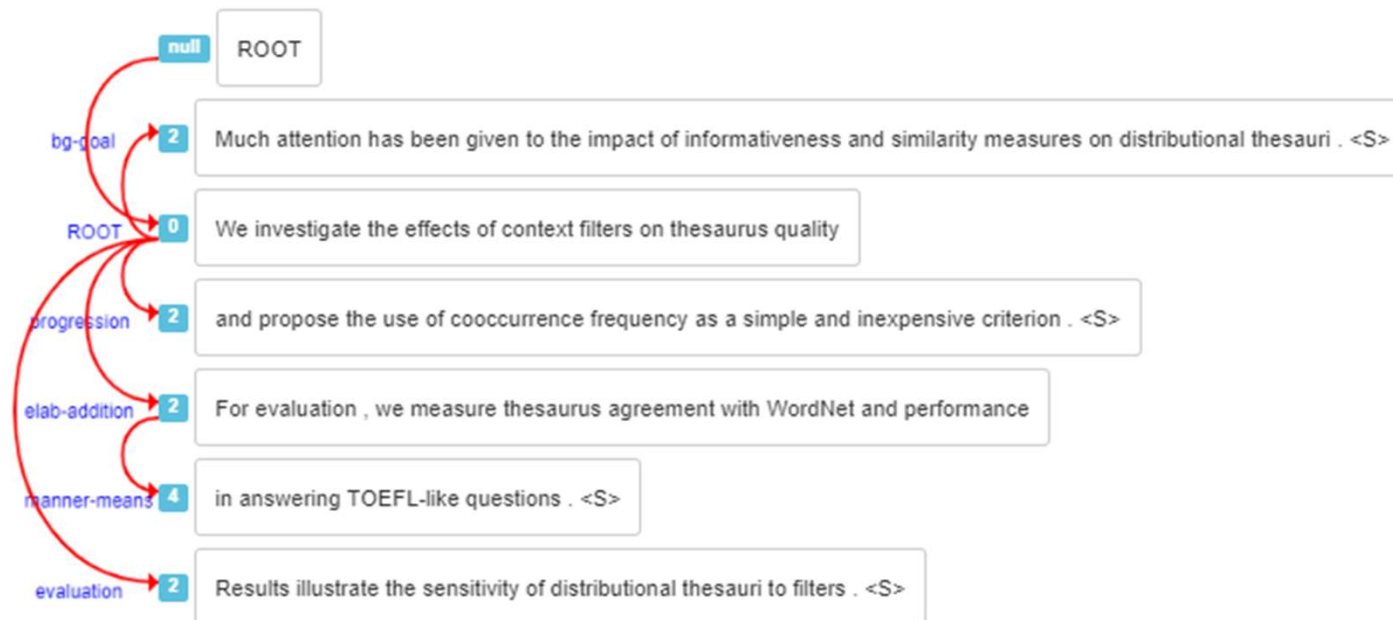 null ROOT
bg-goal 2 Much attention has been given to the impact of informativeness and similarity measures on distributional thesauri . <S>
ROOT 0 We investigate the effects of context filters on thesaurus quality
progression 2 and propose the use of cooccurrence frequency as a simple and inexpensive criterion . <S>
elab-addition 2 For evaluation , we measure thesaurus agreement with WordNet and performance
manner-means 4 in answering TOEFL-like questions . <S>
evaluation 2 Results illustrate the sensitivity of distributional thesauri to filters . <S>